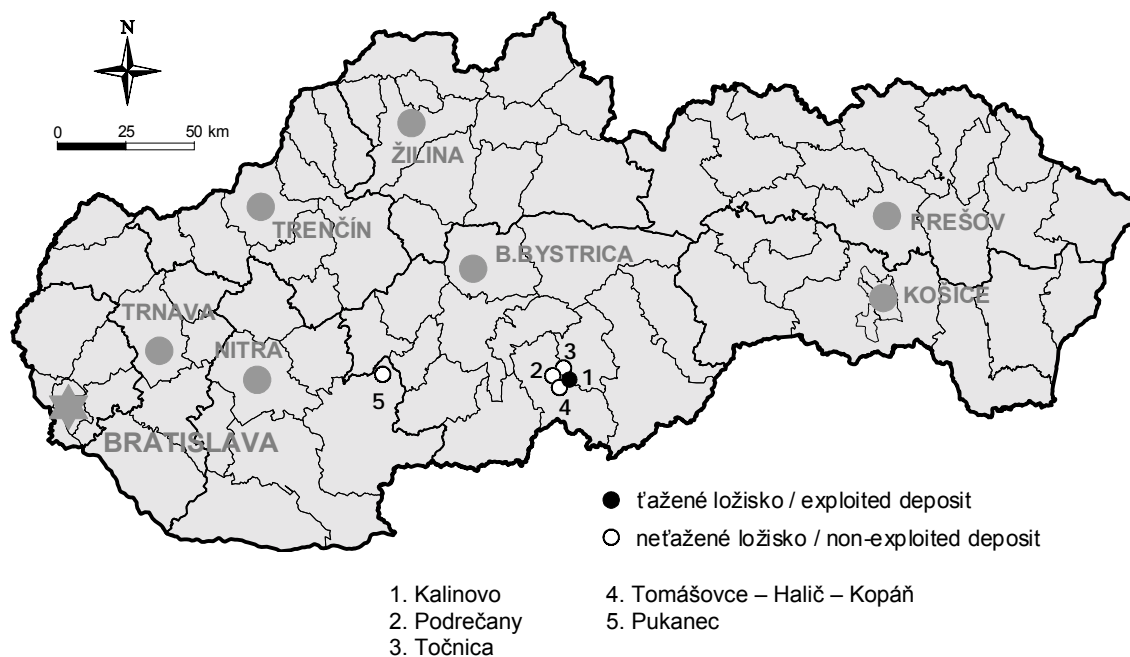 N
0 25 50 km
ŽILINA
TRENČÍN
PREŠOV
B.BYSTRICA
KOŠICE
TRNAVA
NITRA
3
2
1
5
4
BRATISLAVA
ťažené ložisko / exploited deposit
neťažené ložisko / non-exploited deposit
1. Kalinovo
2. Podrečany
3. Točnica
4. Tomášovce – Halič – Kopáň
5. Pukanec